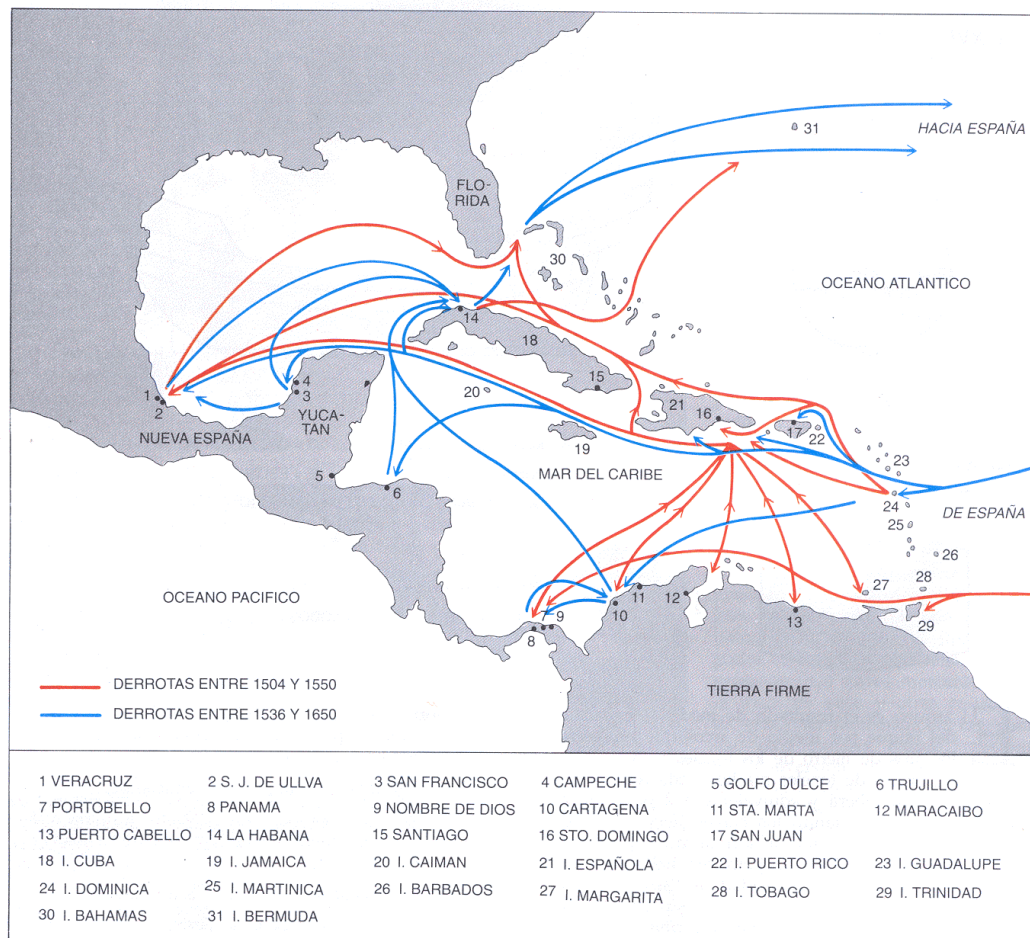 HACIA ESPAÑA
31
FLO-
RIDA
30
OCEANO ATLANTICO
14
18
15
4
3
1
2
YUCA-
TAN
20
21
16
17
22
NUEVA ESPAÑA
19
23
5
6
MAR DEL CARIBE
24
DE ESPAÑA
25
26
OCEANO PACIFICO
11
12
27
28
7
9
10
13
29
8
DERROTAS ENTRE 1504 Y 1550
TIERRA FIRME
DERROTAS ENTRE 1536 Y 1650
1 VERACRUZ 2 S. J. DE ULLVA 3 SAN FRANCISCO 4 CAMPECHE 5 GOLFO DULCE 6 TRUJILLO
7 PORTOBELLO 8 PANAMA 9 NOMBRE DE DIOS 10 CARTAGENA 11 STA. MARTA 12 MARACAIBO
13 PUERTO CABELLO 14 LA HABANA 15 SANTIAGO 16 STO. DOMINGO 17 SAN JUAN
18 I. CUBA 19 I. JAMAICA 20 I. CAIMAN 21 I. ESPAÑOLA 22 I. PUERTO RICO 23 I. GUADALUPE
24 I. DOMINICA 25 I. MARTINICA 26 I. BARBADOS 27 I. MARGARITA 28 I. TOBAGO 29 I. TRINIDAD
30 I. BAHAMAS 31 I. BERMUDA